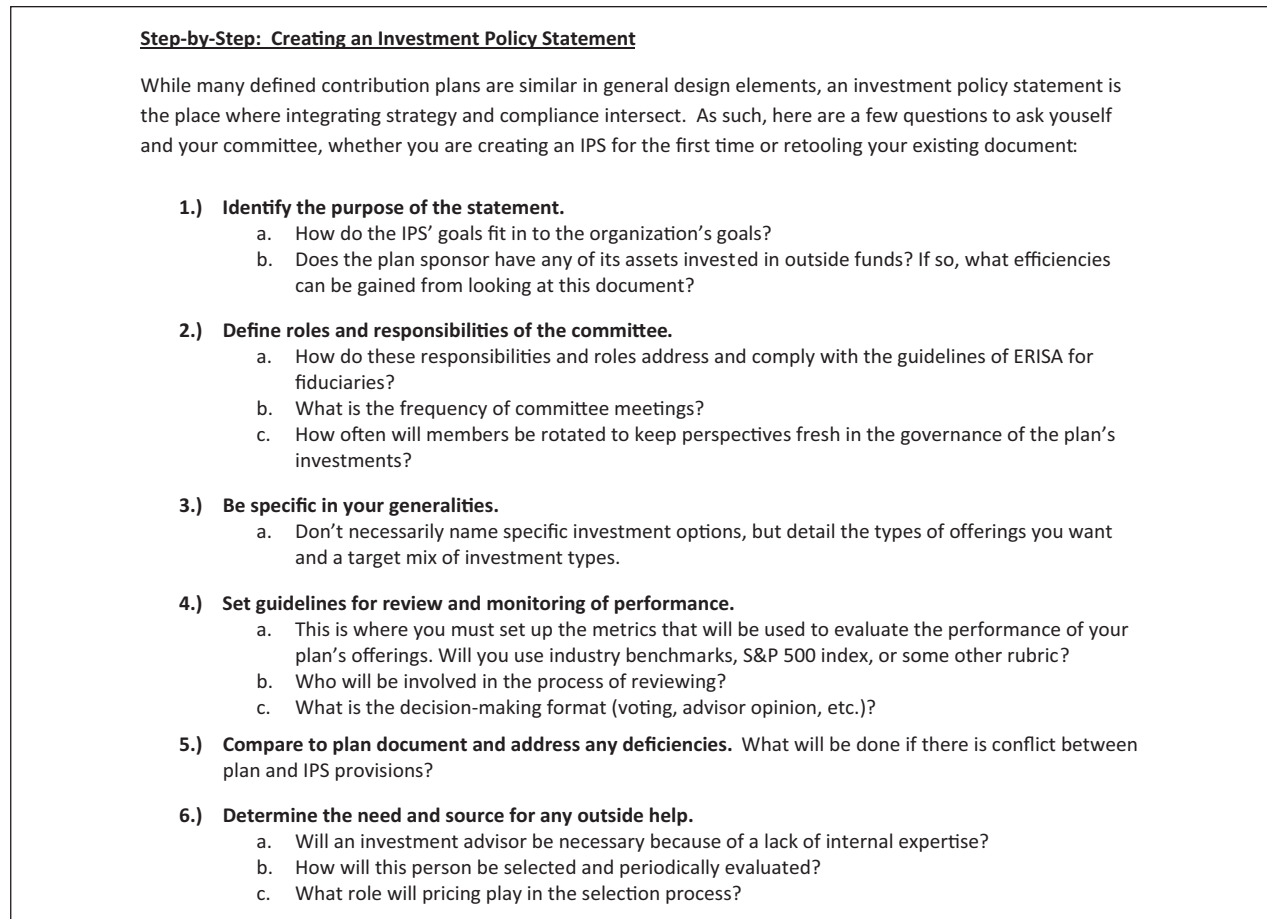 Step-by-Step: Creating an Investment Policy Statement
While many defined contribution plans are similar in general design elements, an investment policy statement is
the place where integrating strategy and compliance intersect. As such, here are a few questions to ask youself
and your committee, whether you are creating an IPS for the first time or retooling your existing document:
1.) Identify the purpose of the statement.
a. How do the IPS’ goals fit in to the organization’s goals?
b. Does the plan sponsor have any of its assets invested in outside funds? If so, what efficiencies
can be gained from looking at this document?
2.) Define roles and responsibilities of the committee.
a. How do these responsibilities and roles address and comply with the guidelines of ERISA for
fiduciaries?
b. What is the frequency of committee meetings?
c. How often will members be rotated to keep perspectives fresh in the governance of the plan’s
investments?
3.) Be specific in your generalities.
a. Don’t necessarily name specific investment options, but detail the types of offerings you want
and a target mix of investment types.
4.) Set guidelines for review and monitoring of performance.
a. This is where you must set up the metrics that will be used to evaluate the performance of your
plan’s offerings. Will you use industry benchmarks, S&P 500 index, or some other rubric?
b. Who will be involved in the process of reviewing?
c. What is the decision-making format (voting, advisor opinion, etc.)?
5.) Compare to plan document and address any deficiencies. What will be done if there is conflict between
plan and IPS provisions?
6.) Determine the need and source for any outside help.
a. Will an investment advisor be necessary because of a lack of internal expertise?
b. How will this person be selected and periodically evaluated?
c. What role will pricing play in the selection process?